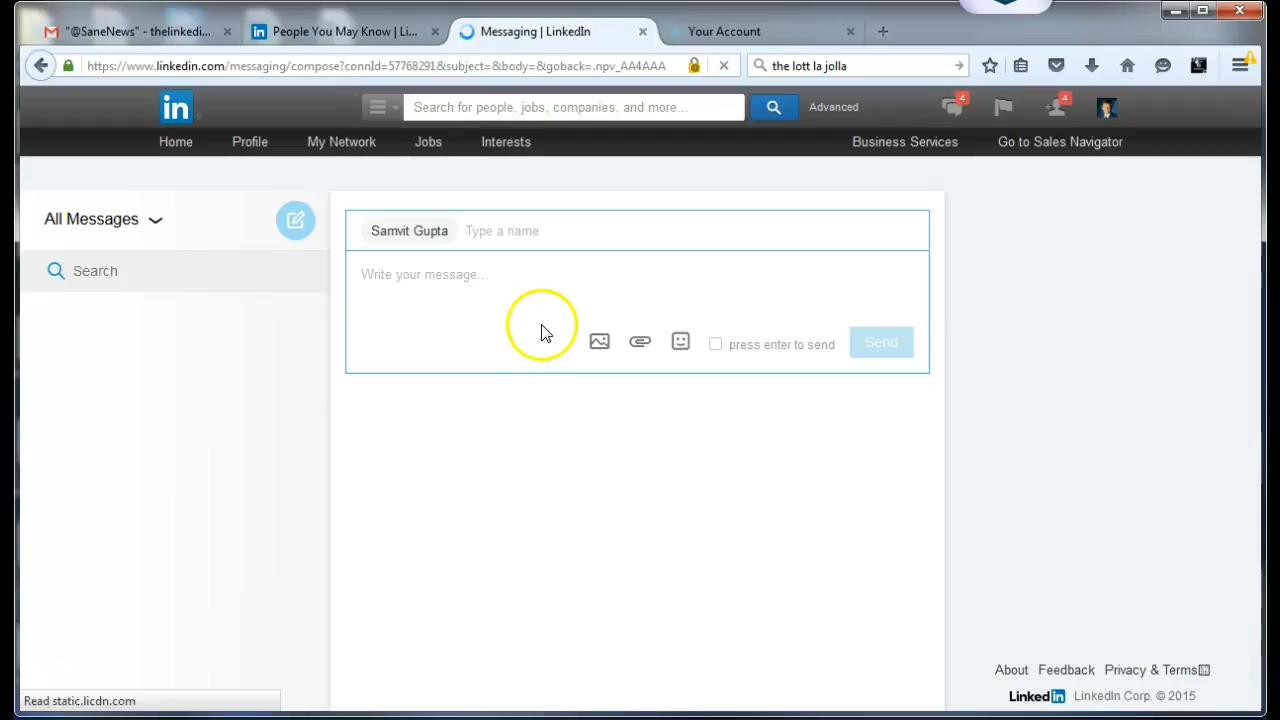 "@SaneNews" - thelinkedi...
People You May Know | Li...
Messaging | LinkedIn
Your Account
https://www.linkedin.com/messaging/compose?connId=57768291&subject=&body=&goback=.npv_AA4AAA
the lott la jolla
in
Search for people, jobs, companies, and more...
Advanced
4
4
Home
Profile
My Network
Jobs
Interests
Business Services
Go to Sales Navigator
All Messages
Search
Samvit Gupta
Type a name
Write your message...
press enter to send
Send
About
Feedback
Privacy & Terms
LinkedIn
LinkedIn Corp. © 2015
Read static.licdn.com